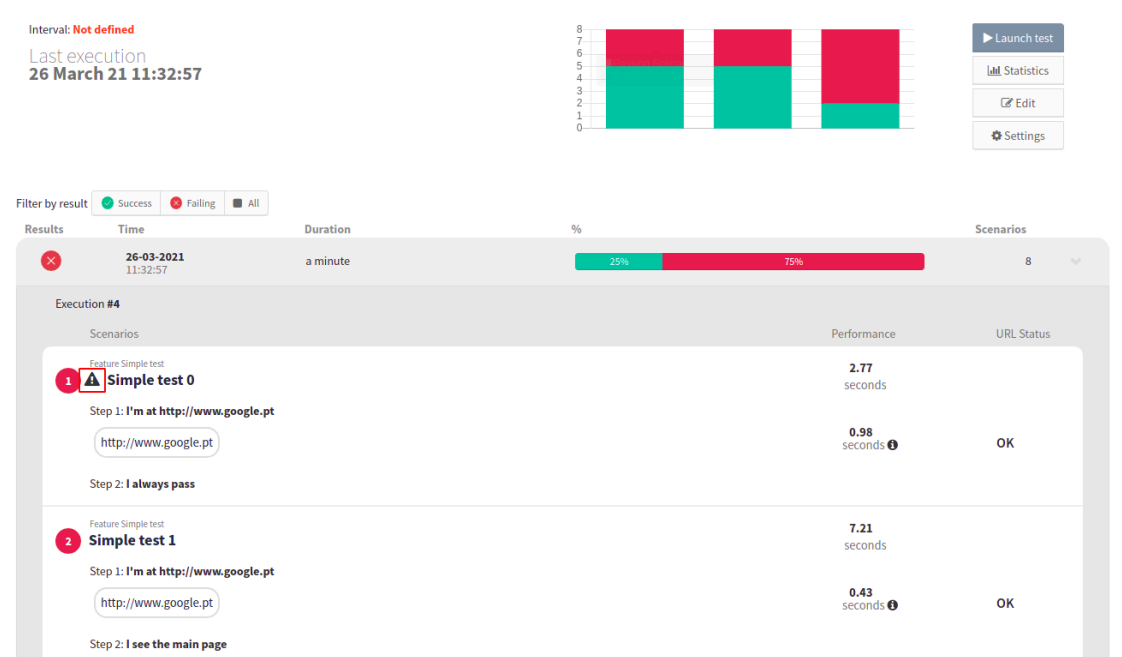 Interval: Not defined
Last execution
26 March 21 11:32:57
8
7
6
5
4
3
2
1
0
Launch test
Statistics
Edit
Settings
Filter by result Success Failing All
Results Time Duration % Scenarios
26-03-2021
11:32:57
a minute
25% 75%
8
Execution #4
Scenarios Performance URL Status
Feature Simple test
1 Simple test 0
2.77
seconds
Step 1: I'm at http://www.google.pt
http://www.google.pt
0.98
seconds
OK
Step 2: I always pass
Feature Simple test
2 Simple test 1
7.21
seconds
Step 1: I'm at http://www.google.pt
http://www.google.pt
0.43
seconds
OK
Step 2: I see the main page